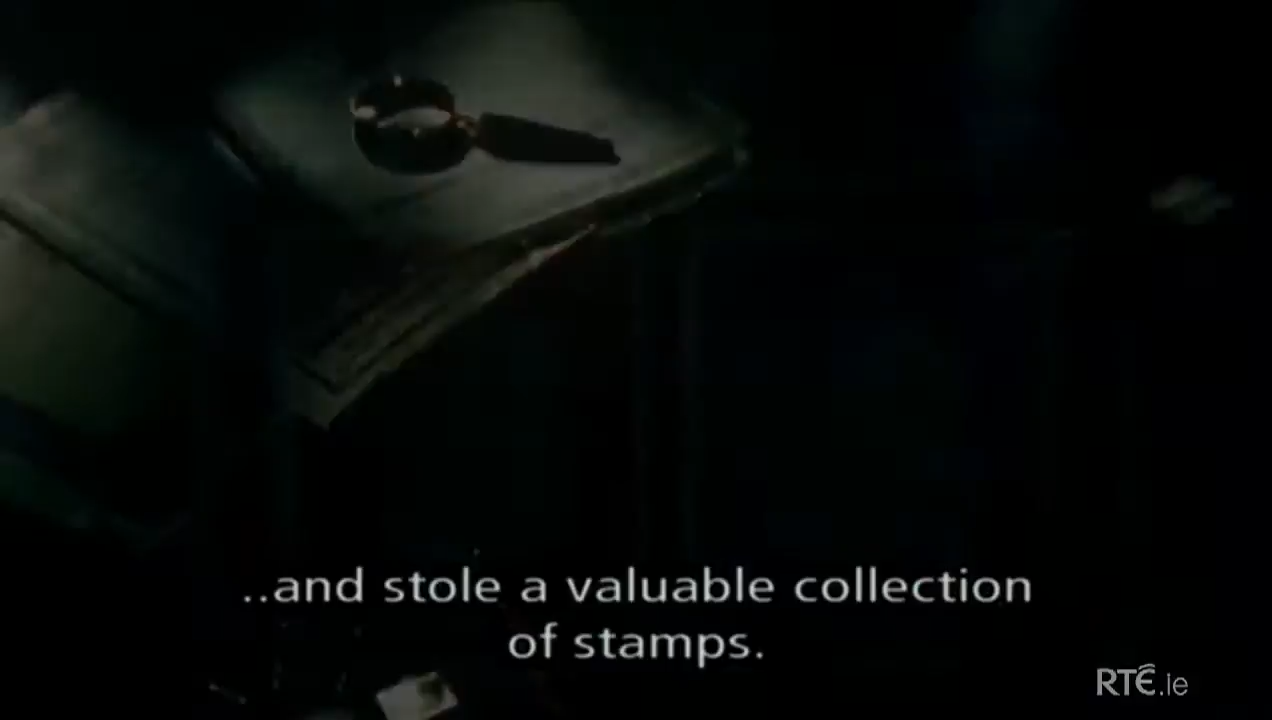 ..and stole a valuable collection
of stamps.
RTÉ.ie